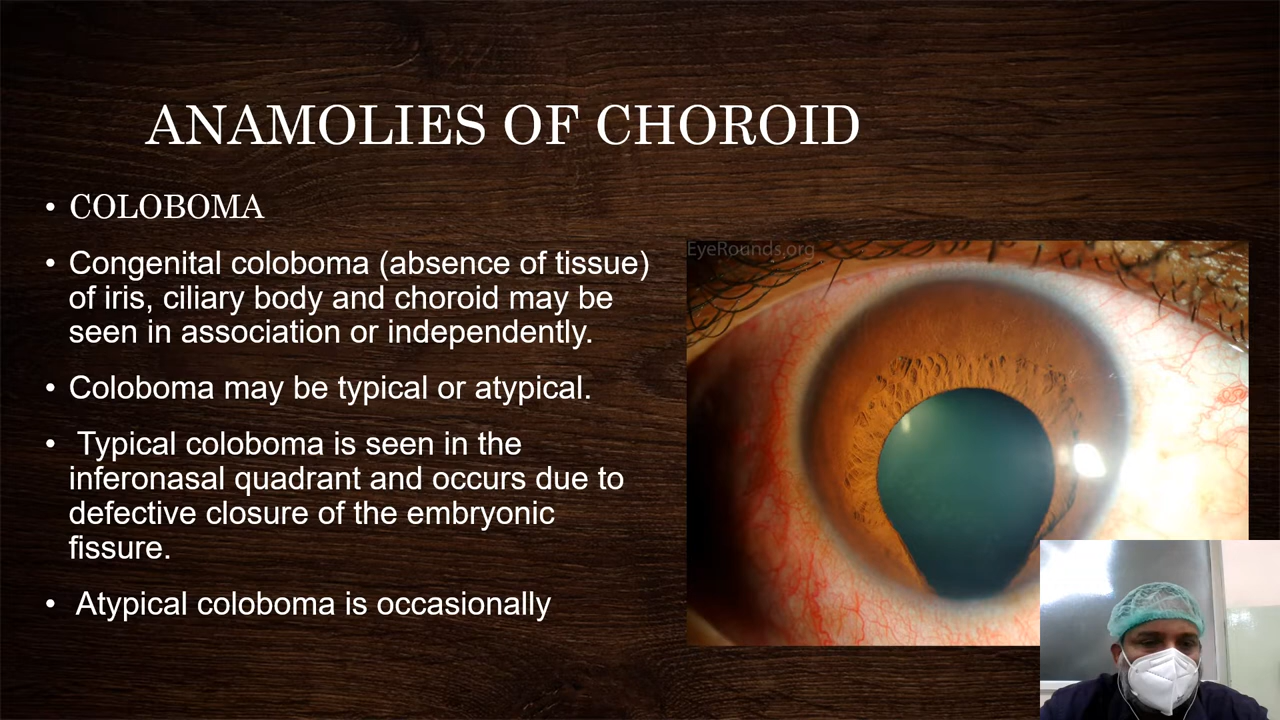 ANAMOLIES OF CHOROID
• COLOBOMA
• Congenital coloboma (absence of tissue)
of iris, ciliary body and choroid may be
seen in association or independently.
• Coloboma may be typical or atypical.
• Typical coloboma is seen in the
inferonasal quadrant and occurs due to
defective closure of the embryonic
fissure.
• Atypical coloboma is occasionally
EyeRounds.org